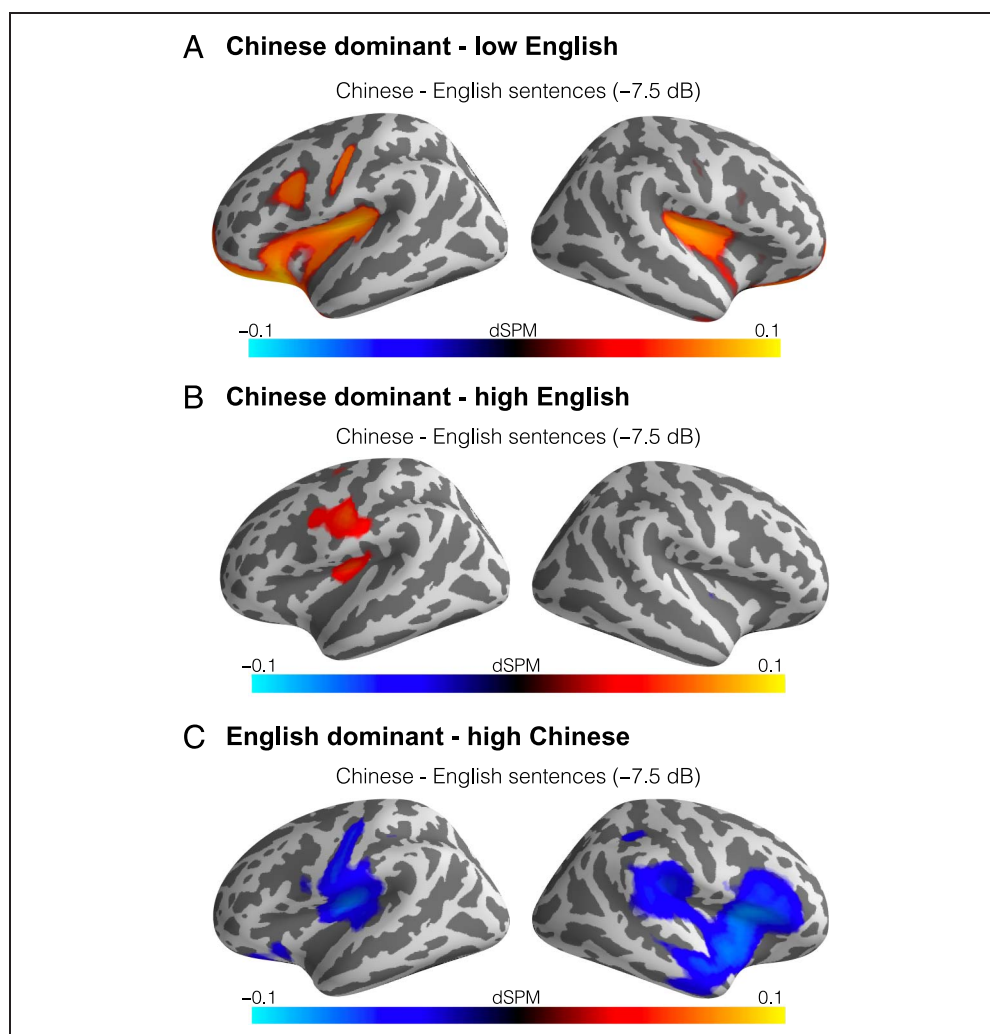 A Chinese dominant - low English
Chinese - English sentences (−7.5 dB)
−0.1 dSPM 0.1
B Chinese dominant - high English
Chinese - English sentences (−7.5 dB)
−0.1 dSPM 0.1
C English dominant - high Chinese
Chinese - English sentences (−7.5 dB)
−0.1 dSPM 0.1